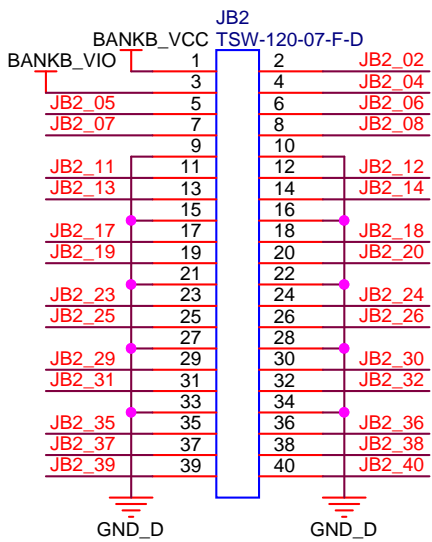 JB2
BANKB_VCC TSW-120-07-F-D
BANKB_VIO 1 2 JB2_02
3 4 JB2_04
JB2_05 5 6 JB2_06
JB2_07 7 8 JB2_08
9 10
JB2_11 11 12 JB2_12
JB2_13 13 14 JB2_14
15 16
JB2_17 17 18 JB2_18
JB2_19 19 20 JB2_20
21 22
JB2_23 23 24 JB2_24
JB2_25 25 26 JB2_26
27 28
JB2_29 29 30 JB2_30
JB2_31 31 32 JB2_32
33 34
JB2_35 35 36 JB2_36
JB2_37 37 38 JB2_38
JB2_39 39 40 JB2_40
GND_D GND_D